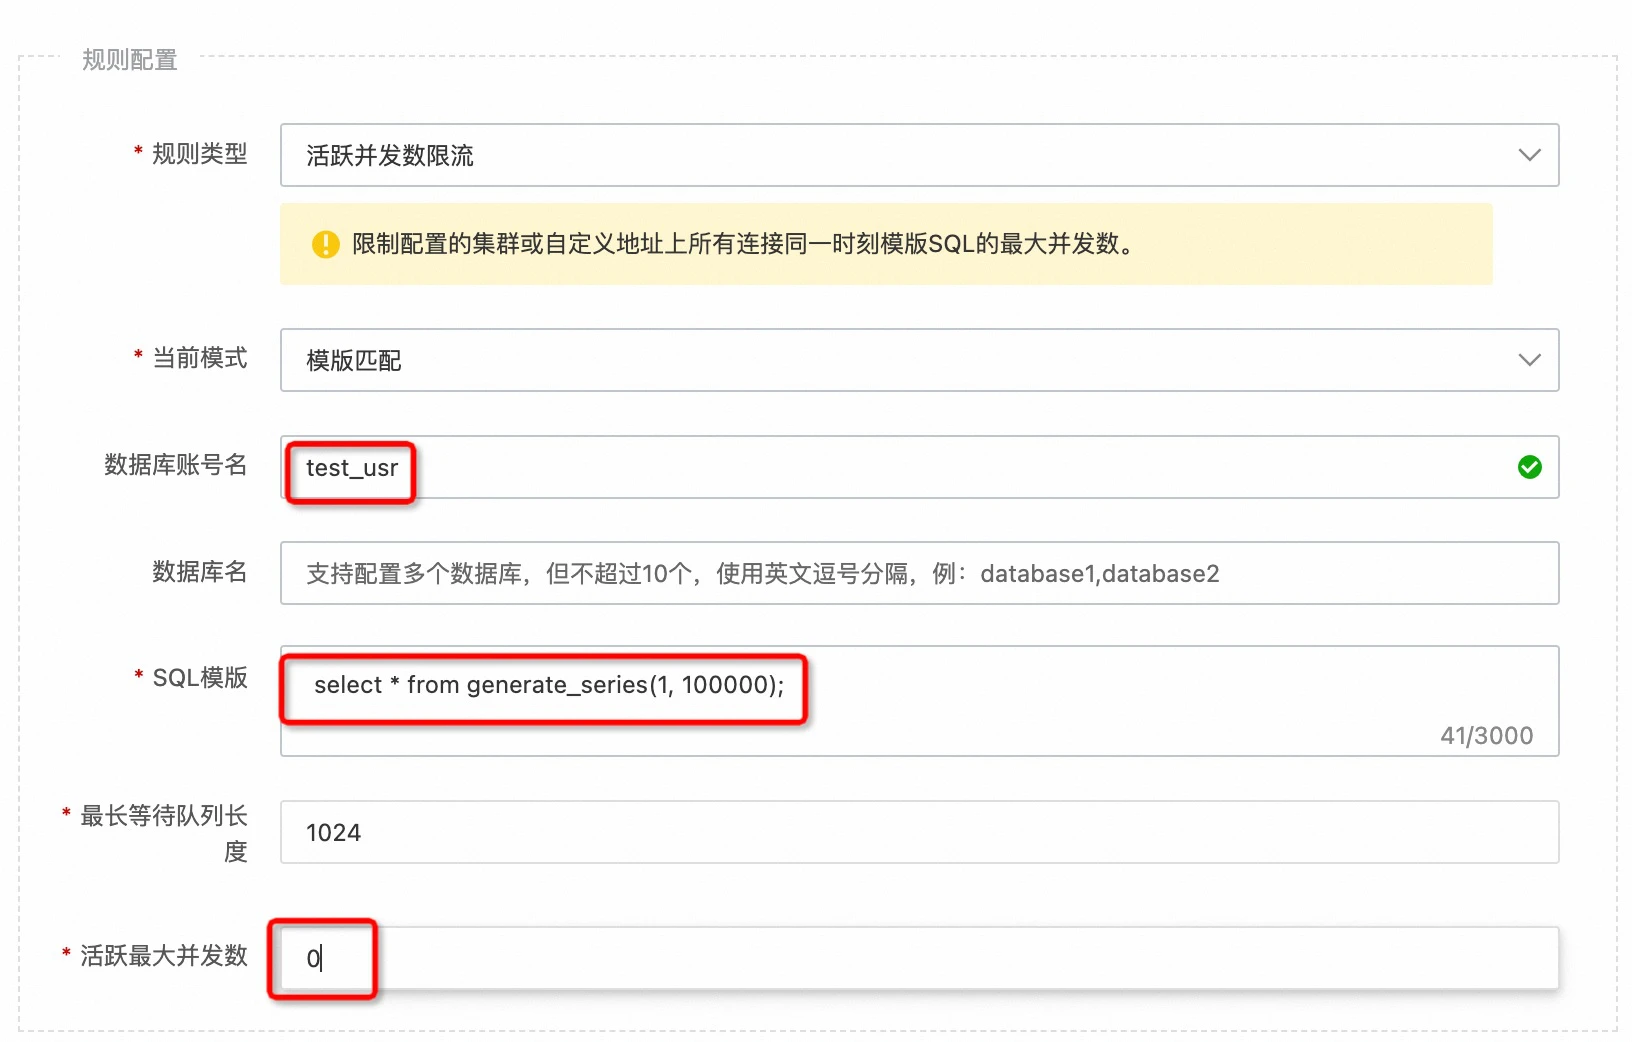 规则配置
* 规则类型
活跃并发数限流
限制配置的集群或自定义地址上所有连接同一时刻模版SQL的最大并发数。
* 当前模式
模版匹配
数据库账号名
test_usr
数据库名
支持配置多个数据库，但不超过10个，使用英文逗号分隔，例：database1,database2
* SQL模版
select * from generate_series(1, 100000);
41/3000
* 最长等待队列长
度
1024
* 活跃最大并发数
0